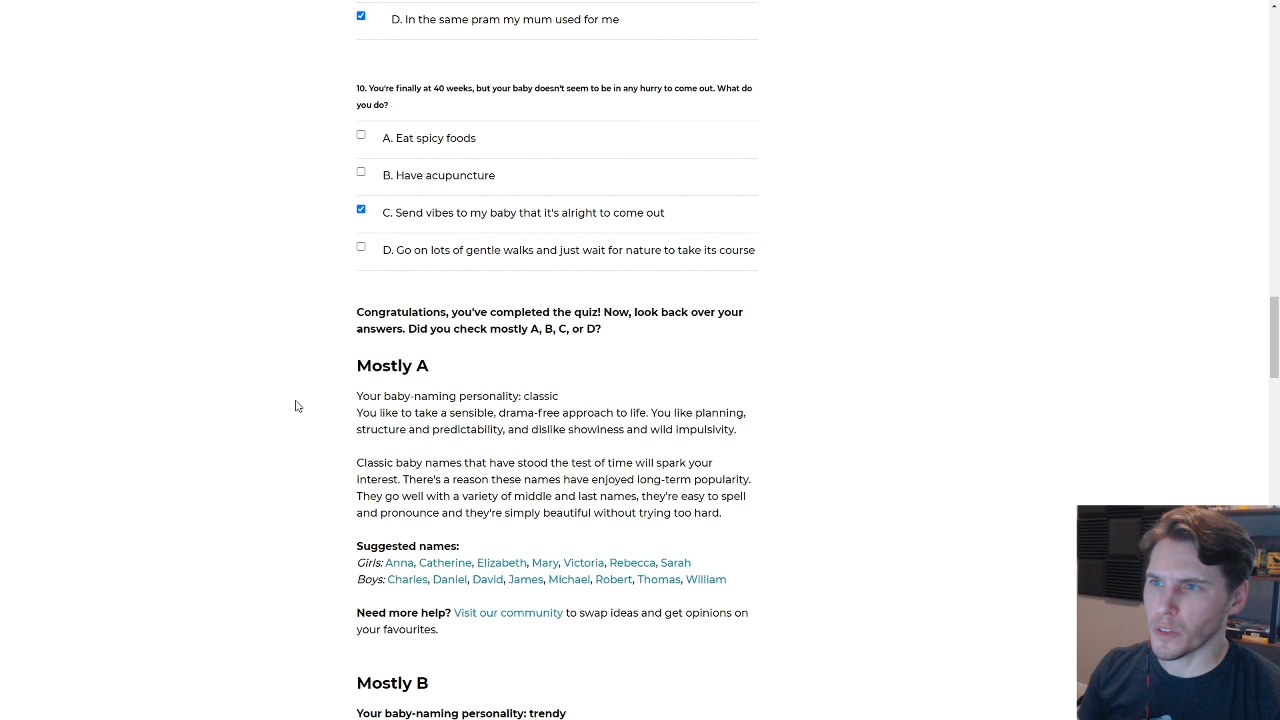 D. In the same pram my mum used for me
10. You're finally at 40 weeks, but your baby doesn't seem to be in any hurry to come out. What do
you do?
A. Eat spicy foods
B. Have acupuncture
C. Send vibes to my baby that it's alright to come out
D. Go on lots of gentle walks and just wait for nature to take its course
Congratulations, you've completed the quiz! Now, look back over your
answers. Did you check mostly A, B, C, or D?
Mostly A
Your baby-naming personality: classic
You like to take a sensible, drama-free approach to life. You like planning,
structure and predictability, and dislike showiness and wild impulsivity.
Classic baby names that have stood the test of time will spark your
interest. There's a reason these names have enjoyed long-term popularity.
They go well with a variety of middle and last names, they're easy to spell
and pronounce and they're simply beautiful without trying too hard.
Suggested names:
Girls: Anna, Catherine, Elizabeth, Mary, Victoria, Rebecca, Sarah
Boys: Charles, Daniel, David, James, Michael, Robert, Thomas, William
Need more help? Visit our community to swap ideas and get opinions on
your favourites.
Mostly B
Your baby-naming personality: trendy